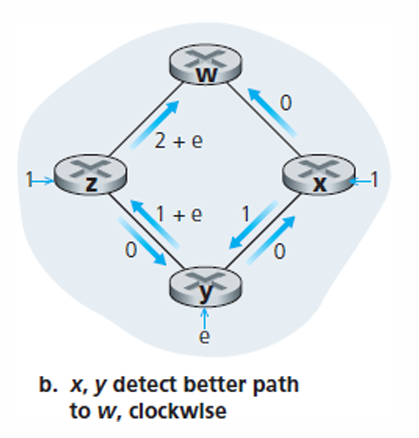 w
0
2 + e
1
z
x
1
1 + e
1
0
0
y
e
b. x, y detect better path
to w, clockwise